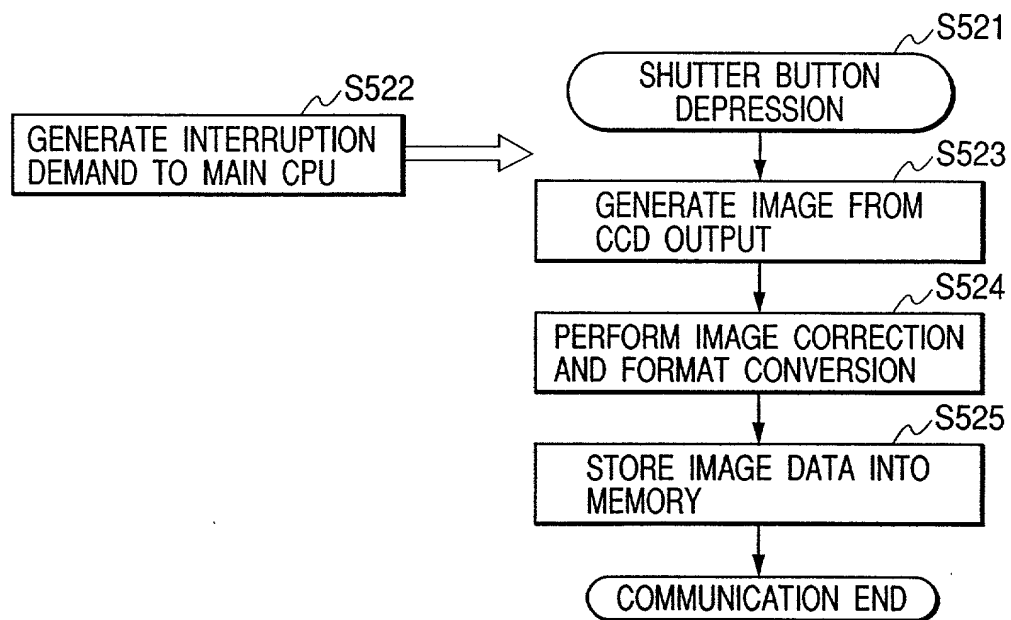 S521
SHUTTER BUTTON
DEPRESSION
S522
GENERATE INTERRUPTION
DEMAND TO MAIN CPU
S523
GENERATE IMAGE FROM
CCD OUTPUT
S524
PERFORM IMAGE CORRECTION
AND FORMAT CONVERSION
S525
STORE IMAGE DATA INTO
MEMORY
COMMUNICATION END